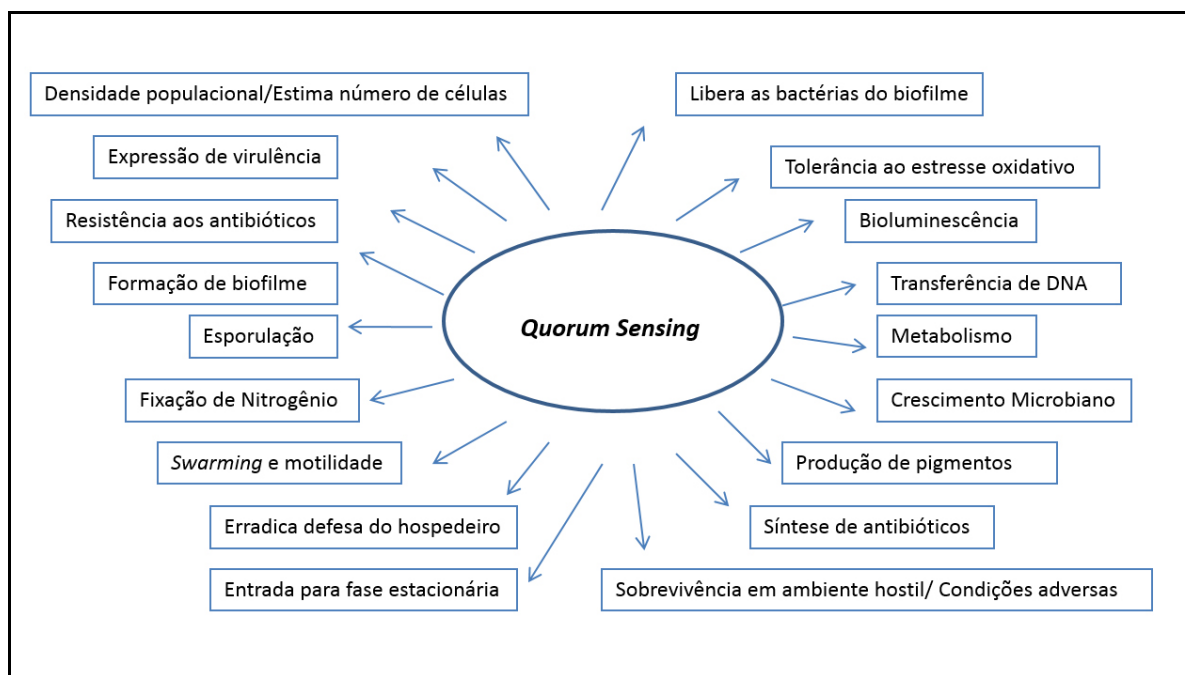 Densidade populacional/Estima número de células
Libera as bactérias do biofilme
Expressão de virulência
Tolerância ao estresse oxidativo
Resistência aos antibióticos
Bioluminescência
Formação de biofilme
Transferência de DNA
Quorum Sensing
Esporulação
Metabolismo
Fixação de Nitrogênio
Crescimento Microbiano
Swarming e motilidade
Produção de pigmentos
Erradica defesa do hospedeiro
Síntese de antibióticos
Entrada para fase estacionária
Sobrevivência em ambiente hostil/ Condições adversas